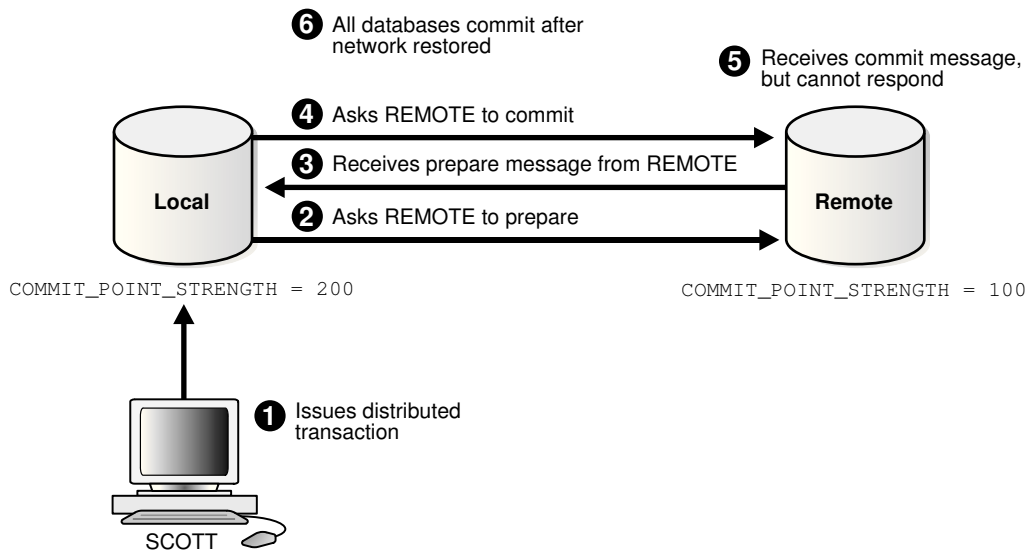 6 All databases commit after
network restored
5 Receives commit message,
but cannot respond
4 Asks REMOTE to commit
3 Receives prepare message from REMOTE
Local
Remote
2 Asks REMOTE to prepare
COMMIT_POINT_STRENGTH = 200
COMMIT_POINT_STRENGTH = 100
1 Issues distributed
transaction
SCOTT